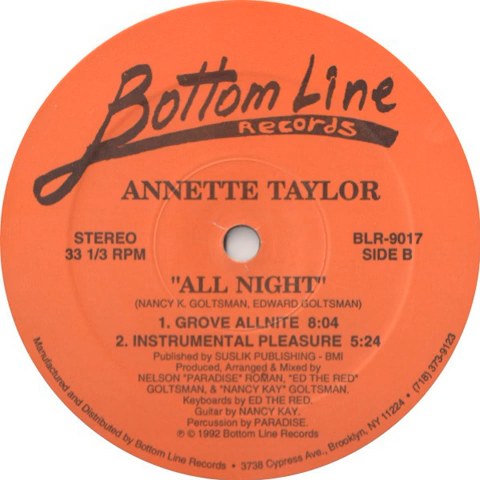 Bottom Line
Records
ANNETTE TAYLOR
STEREO
33 1/3 RPM
BLR-9017
SIDE B
"ALL NIGHT"
(NANCY K. GOLTSMAN, EDWARD GOLTSMAN)
1. GROVE ALLNITE 8:04
2. INSTRUMENTAL PLEASURE 5:24
Published by SUSLIK PUBLISHING - BMI
Produced, Arranged & Mixed by
NELSON "PARADISE" ROMAN, "ED THE RED"
GOLTSMAN, & "NANCY KAY" GOLTSMAN.
Keyboards by ED THE RED.
Guitar by NANCY KAY.
Percussion by PARADISE.
℗ © 1992 Bottom Line Records
Manufactured and Distributed by Bottom Line Records • 3738 Cypress Ave., Brooklyn, NY 11224 • (718) 373-9123